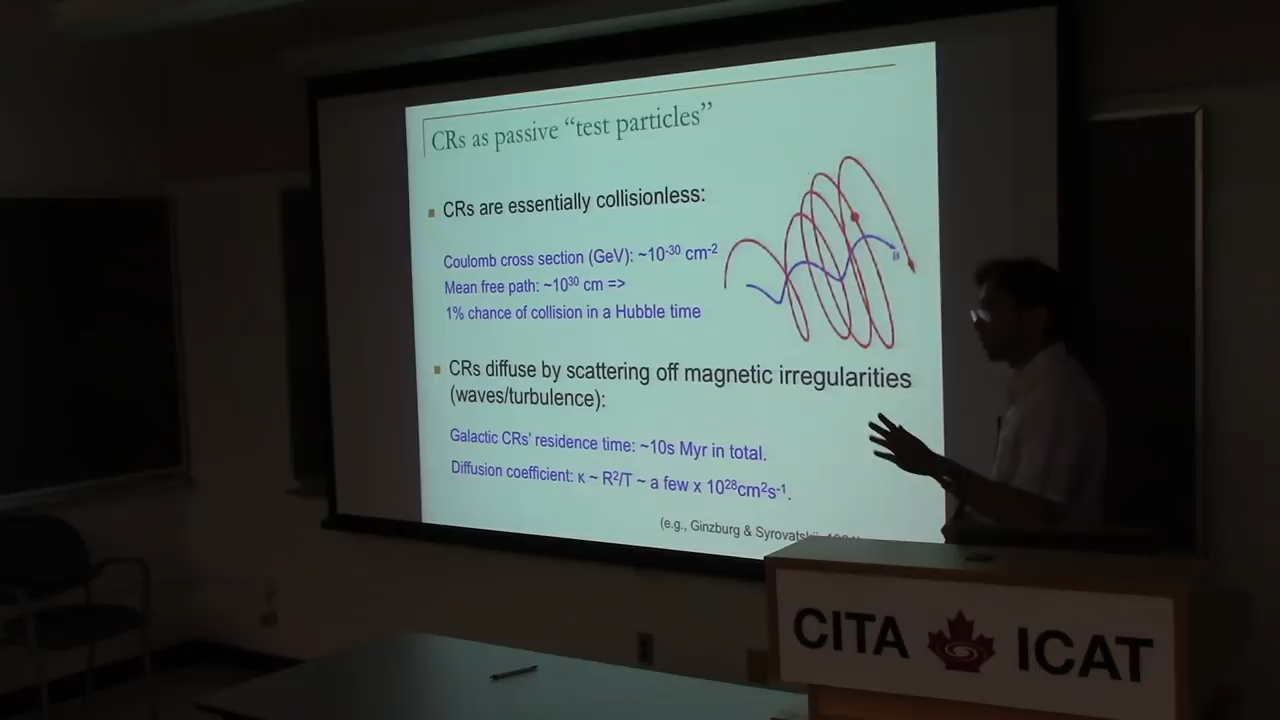 CRs as passive “test particles”
CRs are essentially collisionless:
Coulomb cross section (GeV): ~10⁻³⁰ cm⁻²
Mean free path: ~10³⁰ cm =>
1% chance of collision in a Hubble time
B
CRs diffuse by scattering off magnetic irregularities
(waves/turbulence):
Galactic CRs' residence time: ~10s Myr in total.
Diffusion coefficient: κ ~ R²/T ~ a few x 10²⁸cm²s⁻¹.
(e.g., Ginzburg &
CITA ICAT